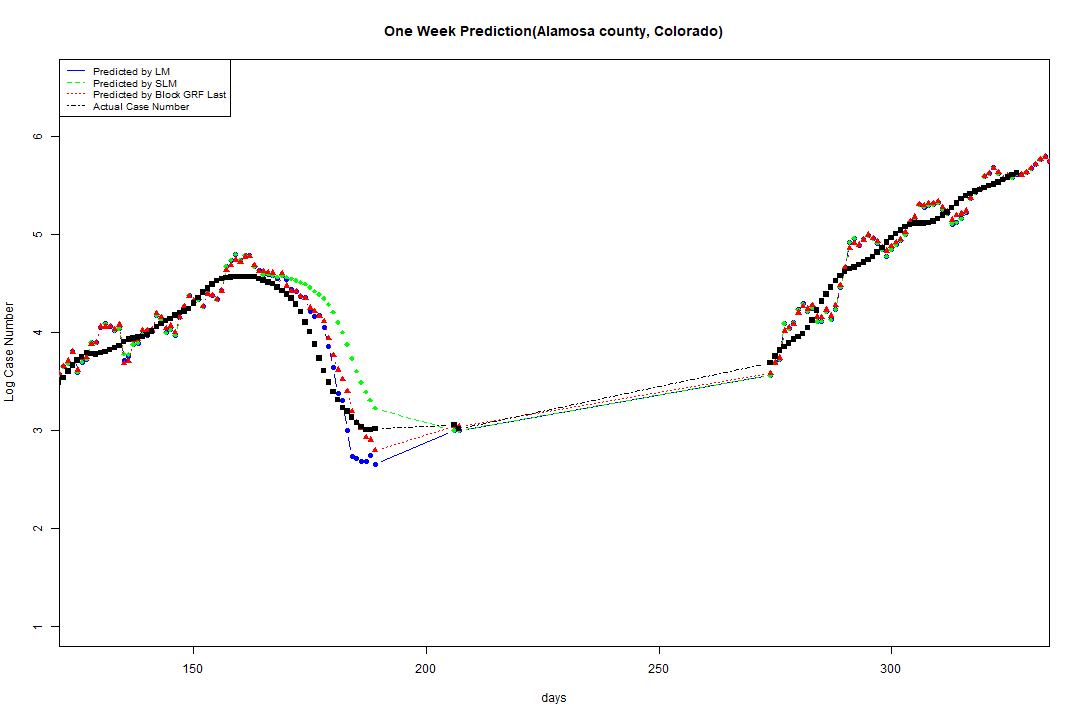 One Week Prediction(Alamosa county, Colorado)
Predicted by LM
Predicted by SLM
Predicted by Block GRF Last
Actual Case Number
Log Case Number
6
5
4
3
2
1
150
200
250
300
days